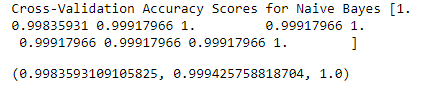 Cross-Validation Accuracy Scores for Naive Bayes [1.
0.99835931 0.99917966 1.         0.99917966 1.
 0.99917966 0.99917966 0.99917966 1.        ]
(0.9983593109105825, 0.999425758818704, 1.0)